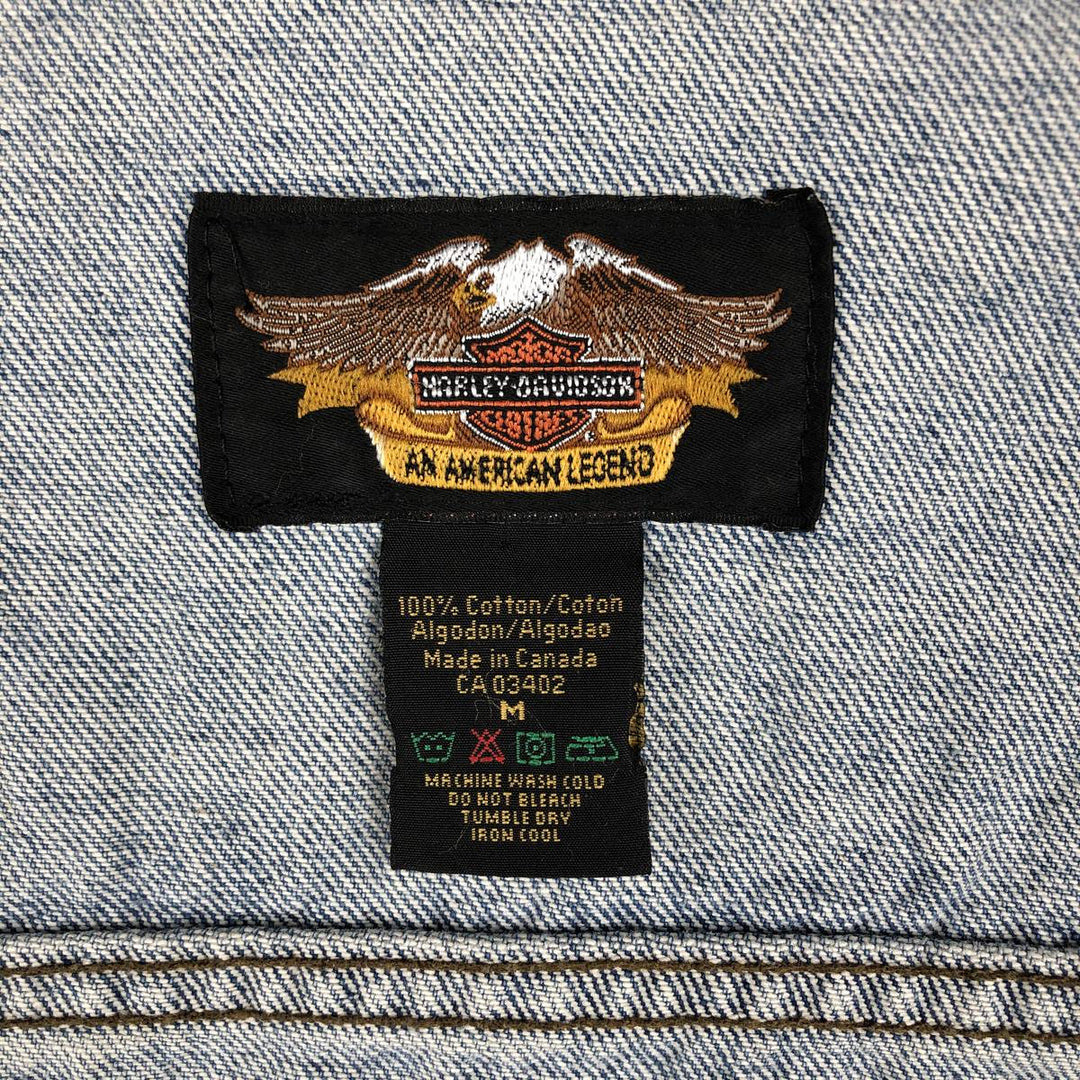 HARLEY-DAVIDSON
AN AMERICAN LEGEND
100% Cotton/Coton
Algodon/Algodao
Made in Canada
CA 03402
M
MACHINE WASH COLD
DO NOT BLEACH
TUMBLE DRY
IRON COOL